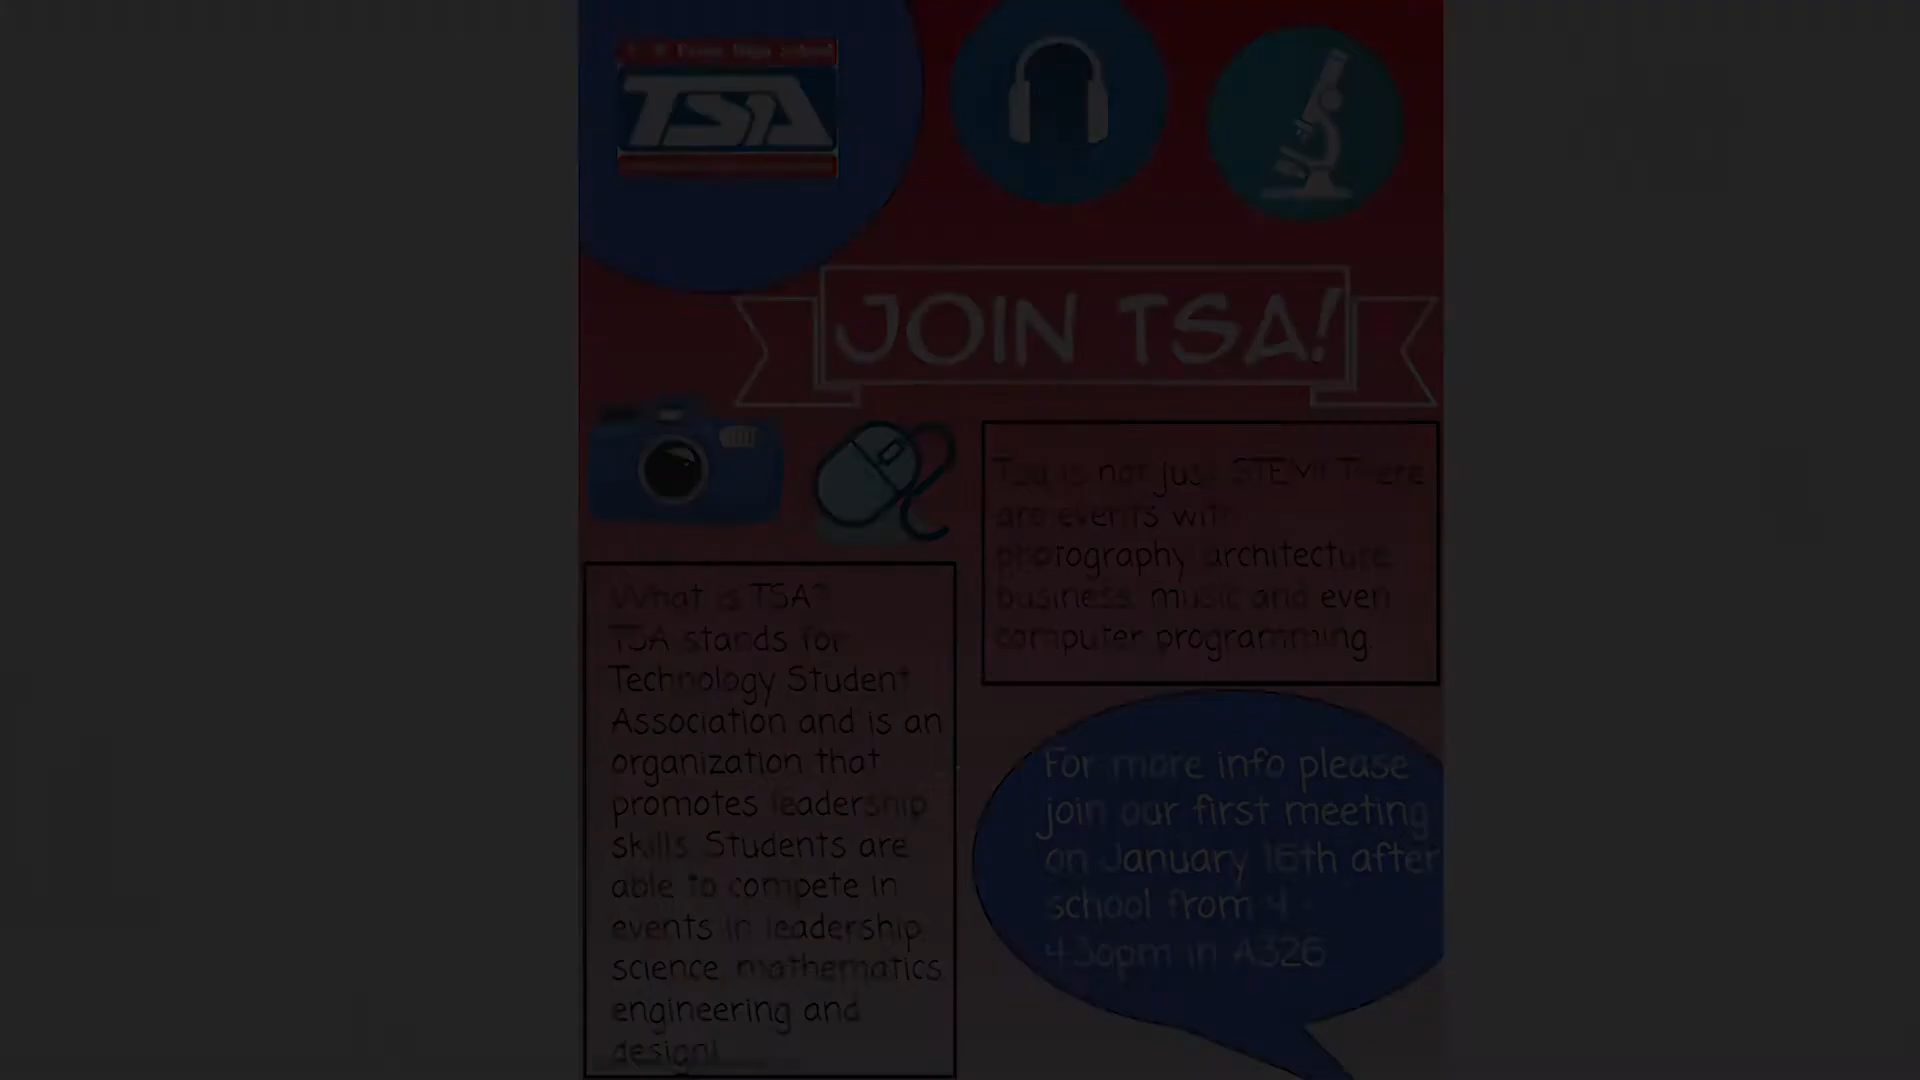 High School
TSA
JOIN TSA!
Tsa is not just STEM! There
are events with
photography architecture
business music and even
computer programming.
What is TSA?
TSA stands for
Technology Student
Association and is an
organization that
promotes leadership
skills. Students are
able to compete in
events in leadership
science mathematics
engineering and
design!
For more info please
join our first meeting
on January 16th after
school from 4 -
430pm in A326